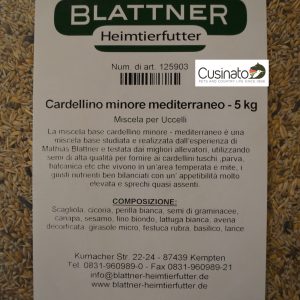 BLATTNER
Heimtierfutter
Num. di art. 125903
Cusinato
Cardellino minore mediterraneo - 5 kg
Miscela per Uccelli
La miscela base cardellino minore - mediterraneo è una
miscela base studiata e realizzata dall'esperienza di
Mathias Blattner e testata dai migliori allevatori, utilizzando
semi di alta qualità per fornire ai cardellini tuschi ,parva,
balcanica etc che vivono in un'area temperata e mite, i
giusti nutrienti ben bilanciati con un' appetibilità molto
elevata e sprechi quasi assenti.
COMPOSIZIONE:
Scagliola, cicoria, perilla bianca, semi di graminacee,
canapa, sesamo, lino biondo, lattuga bianca, avena
decorticata, girasole micro, testuca rubra, basilico, larice
Kurnacher Str. 22-24 - 87439 Kempten
Tel. 0831-960989-0 - Fax 0831-960989-21
info@blattner-heimtierfutter.de
www.blattner-heimtierfutter.de